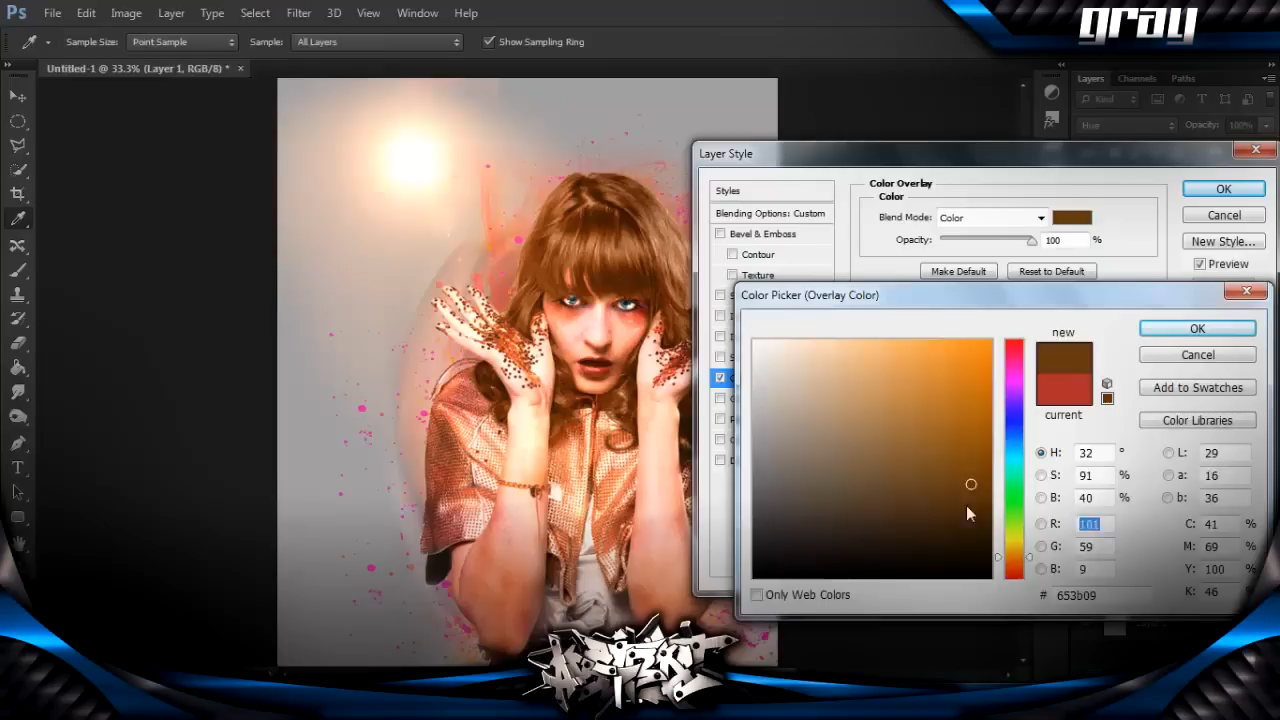 GRAY
Ps File Edit Image Layer Type Select Filter 3D View Window Help
Sample Size: Point Sample Sample: All Layers Show Sampling Ring
Untitled-1 @ 33.3% (Layer 1, RGB/8) * ×
Layers Channels Paths
Kind
Hue Opacity: 100%
Layer Style
Styles
Blending Options: Custom
Bevel & Emboss
Contour
Texture
Color Overlay
Color
Blend Mode: Color
Opacity: 100 %
Make Default Reset to Default
OK
Cancel
New Style...
Preview
Color Picker (Overlay Color)
new
current
OK
Cancel
Add to Swatches
Color Libraries
H: 32 ° L: 29
S: 91 % a: 16
B: 40 % b: 36
R: 101 C: 41 %
G: 59 M: 69 %
B: 9 Y: 100 %
# 653b09 K: 46 %
Only Web Colors